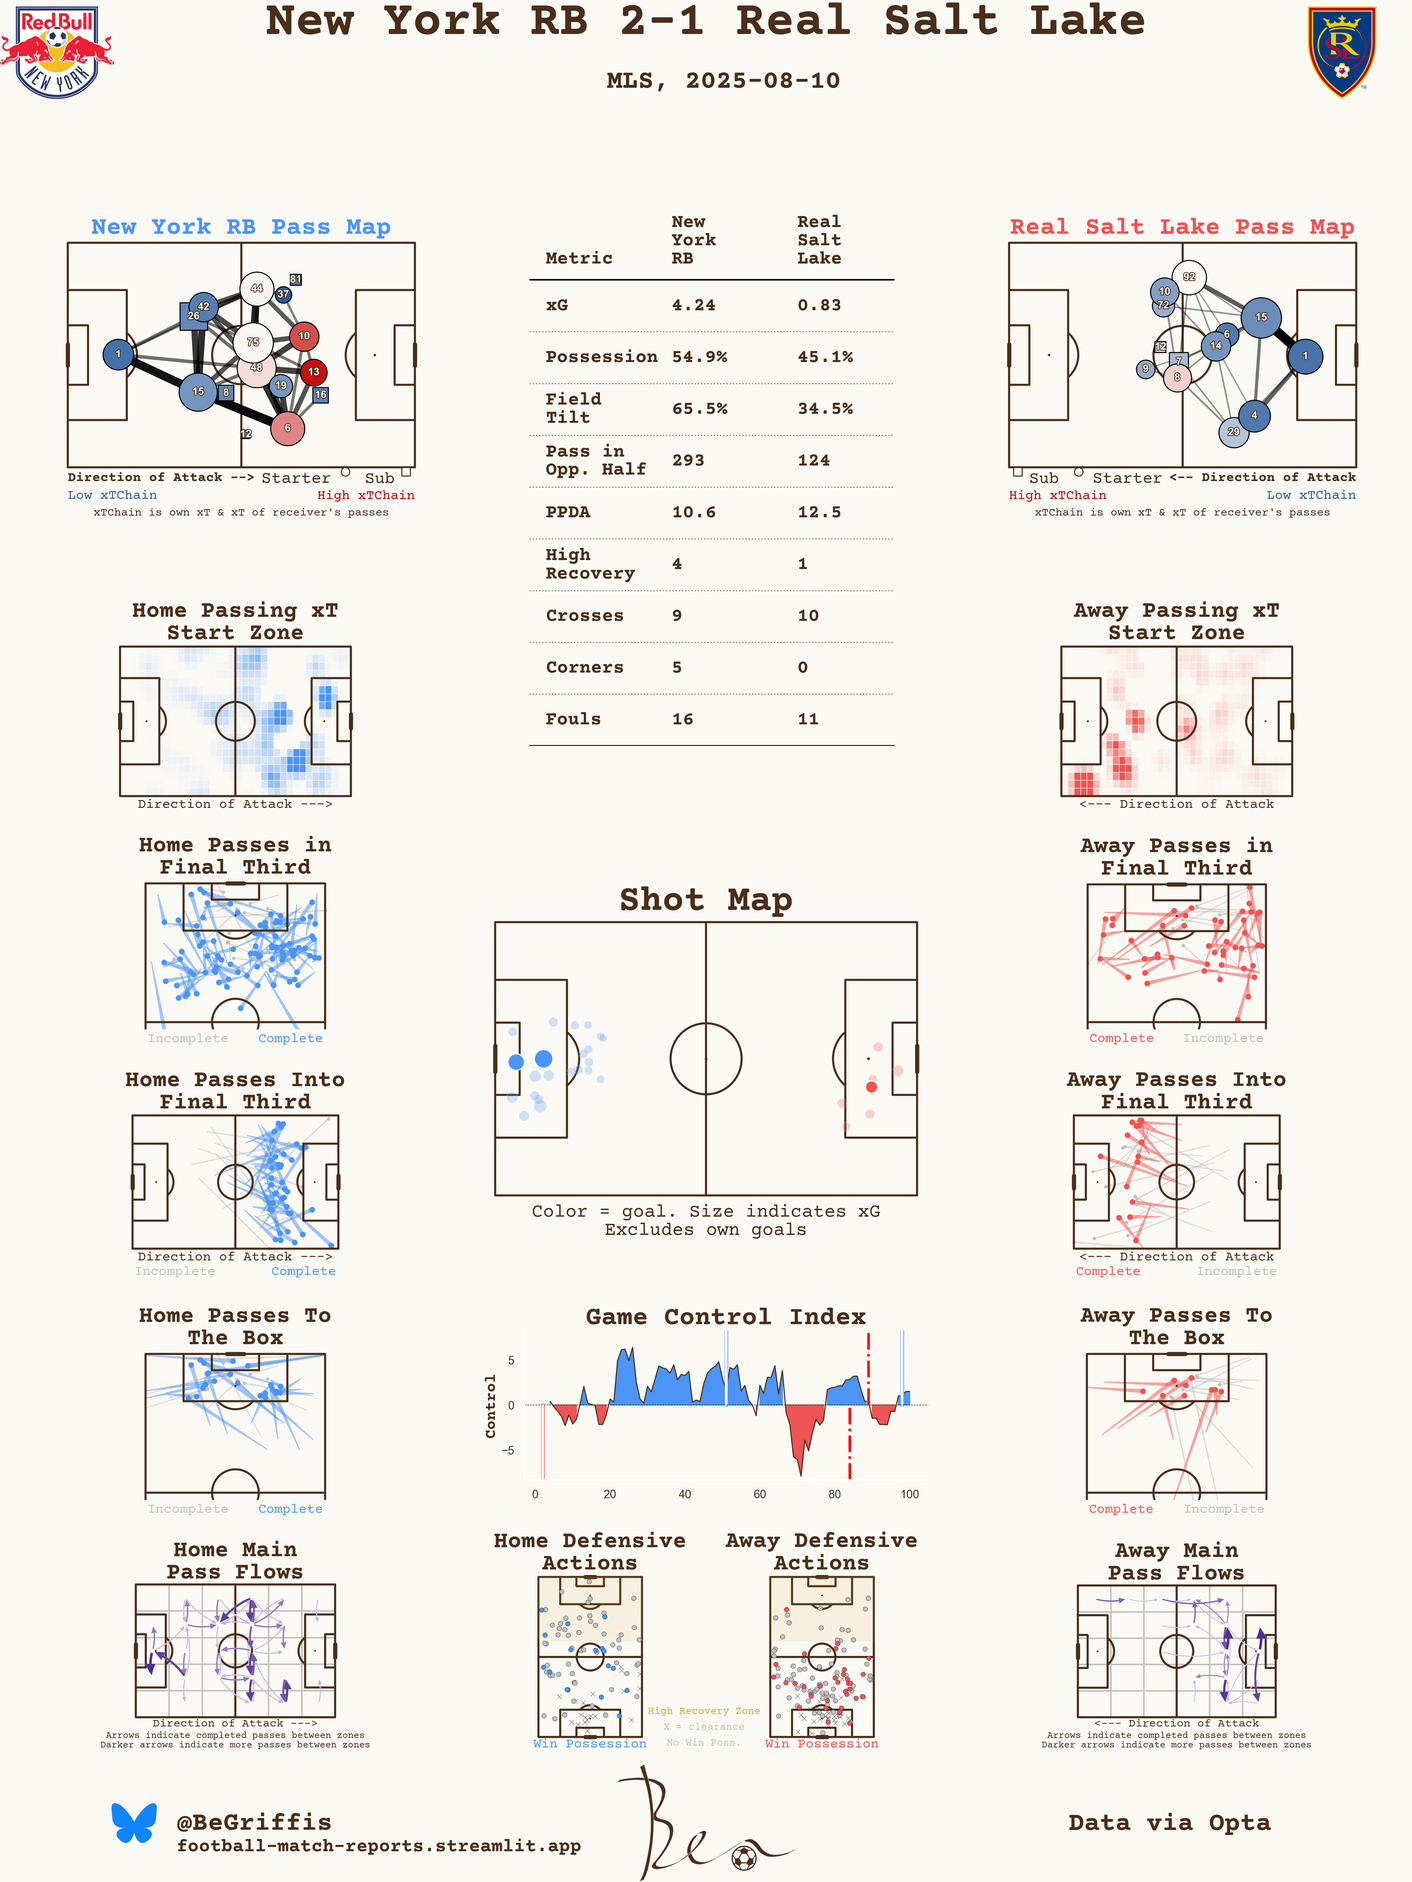 New York RB 2-1 Real Salt Lake
MLS, 2025-08-10
Red Bull
NEW YORK
RSL
New York RB Pass Map
44
81
37
42
26
10
75
1
48
13
19
15
8
16
6
12
Direction of Attack --> Starter Sub
Low xTChain High xTChain
xTChain is own xT & xT of receiver's passes
Metric New York RB Real Salt Lake
xG 4.24 0.83
Possession 54.9% 45.1%
Field Tilt 65.5% 34.5%
Pass in Opp. Half 293 124
PPDA 10.6 12.5
High Recovery 4 1
Crosses 9 10
Corners 5 0
Fouls 16 11
Real Salt Lake Pass Map
92
10
72
15
6
14
12
1
7
9
8
4
29
Sub Starter <-- Direction of Attack
High xTChain Low xTChain
xTChain is own xT & xT of receiver's passes
Home Passing xT
Start Zone
Direction of Attack --->
Away Passing xT
Start Zone
<--- Direction of Attack
Home Passes in
Final Third
Incomplete Complete
Away Passes in
Final Third
Complete Incomplete
Shot Map
Color = goal. Size indicates xG
Excludes own goals
Home Passes Into
Final Third
Direction of Attack --->
Incomplete Complete
Away Passes Into
Final Third
<--- Direction of Attack
Complete Incomplete
Home Passes To
The Box
Incomplete Complete
Game Control Index
Control
5
0
−5
0 20 40 60 80 100
Away Passes To
The Box
Complete Incomplete
Home Main
Pass Flows
Direction of Attack --->
Arrows indicate completed passes between zones
Darker arrows indicate more passes between zones
Home Defensive
Actions
Win Possession
Away Defensive
Actions
Win Possession
High Recovery Zone
X = clearance
No Win Poss.
Away Main
Pass Flows
<--- Direction of Attack
Arrows indicate completed passes between zones
Darker arrows indicate more passes between zones
@BeGriffis
football-match-reports.streamlit.app
Ben
Data via Opta